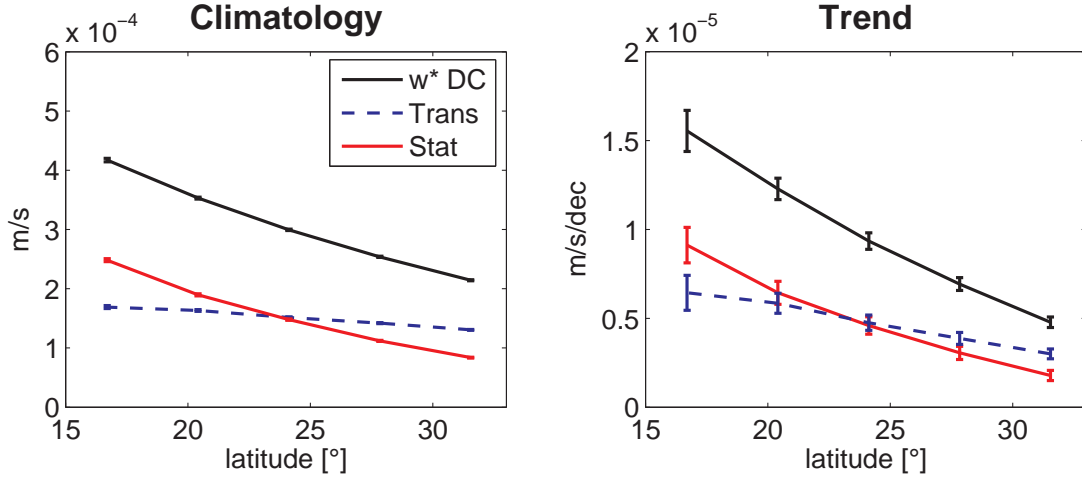 Climatology
x 10⁻⁴
6
5
4
3
2
1
0
m/s
15 20 25 30
latitude [°]
w* DC
Trans
Stat
Trend
x 10⁻⁵
2
1.5
1
0.5
0
m/s/dec
15 20 25 30
latitude [°]